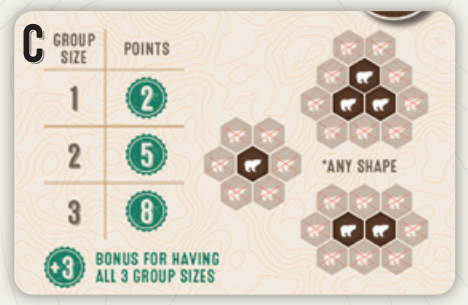 C
GROUP SIZE
POINTS
1
2
2
5
3
8
*ANY SHAPE
+3
BONUS FOR HAVING
ALL 3 GROUP SIZES